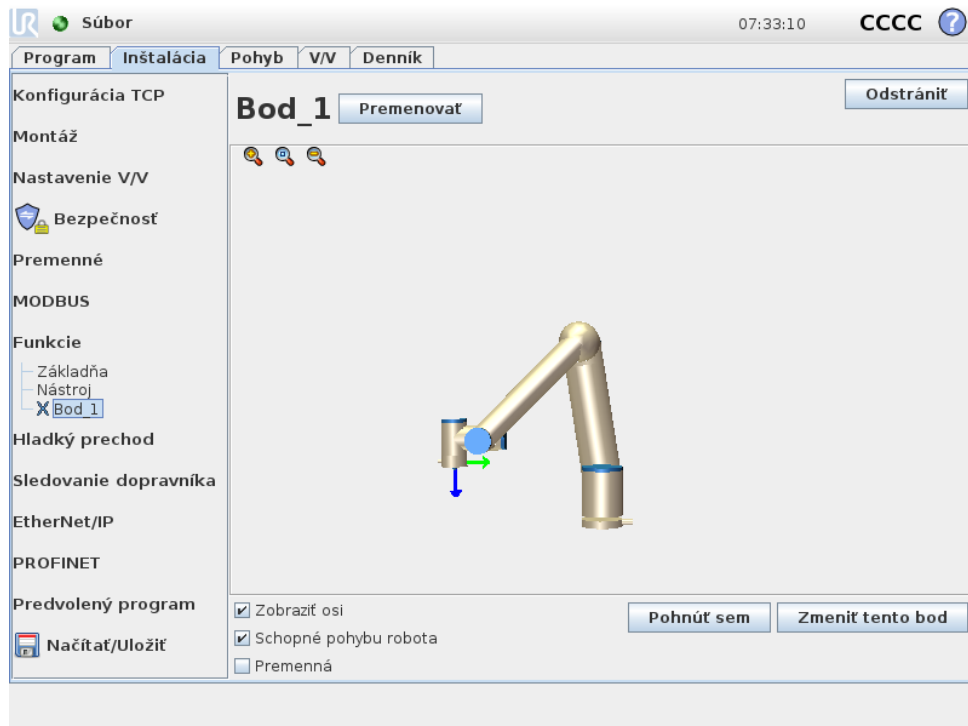 UR Súbor 07:33:10 CCCC ?
Program Inštalácia Pohyb V/V Denník
Konfigurácia TCP
Montáž
Nastavenie V/V
Bezpečnosť
Premenné
MODBUS
Funkcie
Základňa
Nástroj
Bod_1
Hladký prechod
Sledovanie dopravníka
EtherNet/IP
PROFINET
Predvolený program
Načítať/Uložiť
Bod_1 Premenovať Odstrániť
Zobraziť osi
Schopné pohybu robota
Premenná
Pohnúť sem Zmeniť tento bod